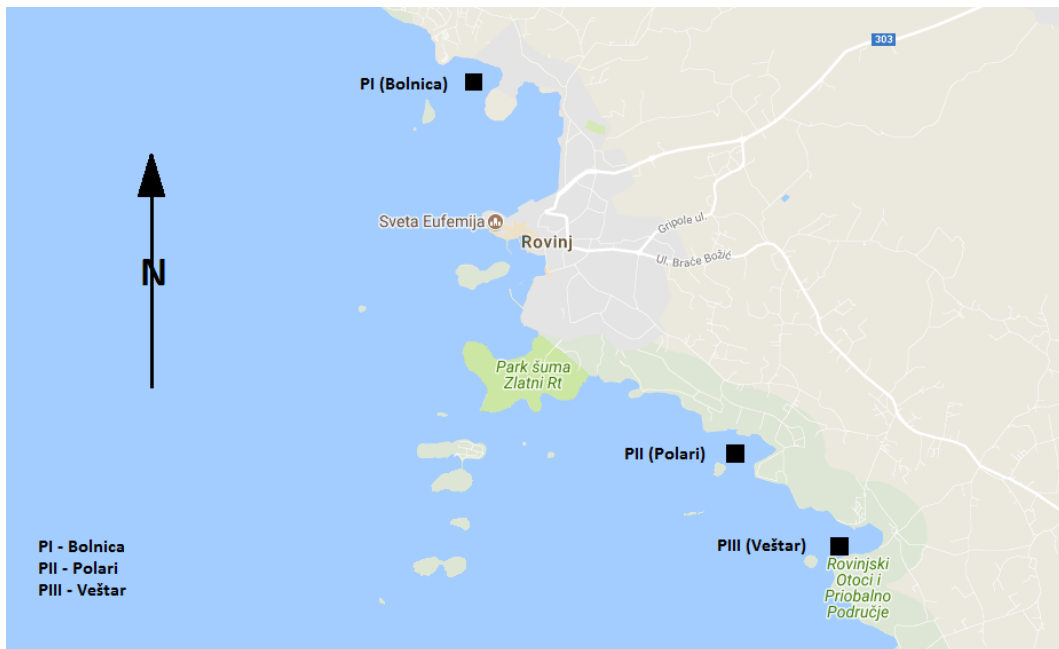 303
PI (Bolnica)
N
Sveta Eufemija
Rovinj
Gripole ul.
Ul. Braće Božić
Park šuma
Zlatni Rt
PII (Polari)
PIII (Veštar)
PI - Bolnica
PII - Polari
PIII - Veštar
Rovinjski
Otoci i
Priobalno
Područje